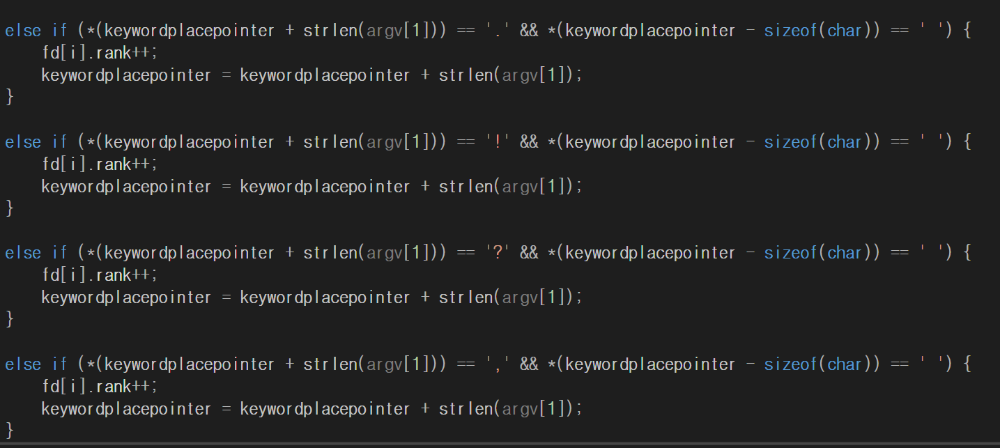 else if (*(keywordplacepointer + strlen(argv[1])) == '.' && *(keywordplacepointer - sizeof(char)) == ' ') {
    fd[i].rank++;
    keywordplacepointer = keywordplacepointer + strlen(argv[1]);
}
else if (*(keywordplacepointer + strlen(argv[1])) == '!' && *(keywordplacepointer - sizeof(char)) == ' ') {
    fd[i].rank++;
    keywordplacepointer = keywordplacepointer + strlen(argv[1]);
}
else if (*(keywordplacepointer + strlen(argv[1])) == '?' && *(keywordplacepointer - sizeof(char)) == ' ') {
    fd[i].rank++;
    keywordplacepointer = keywordplacepointer + strlen(argv[1]);
}
else if (*(keywordplacepointer + strlen(argv[1])) == ',' && *(keywordplacepointer - sizeof(char)) == ' ') {
    fd[i].rank++;
    keywordplacepointer = keywordplacepointer + strlen(argv[1]);
}